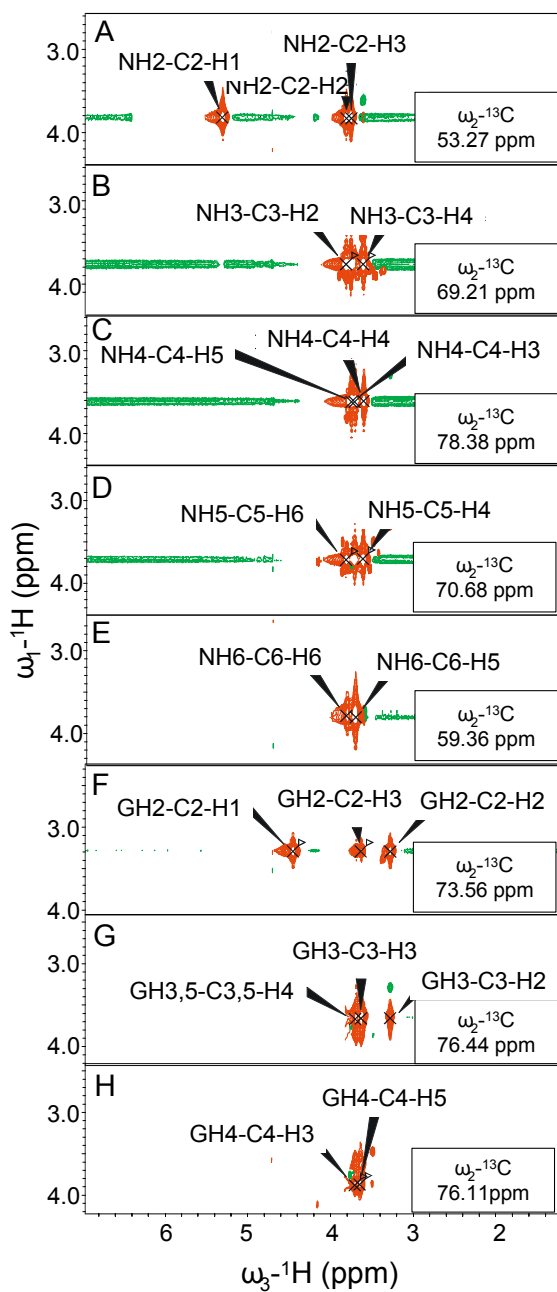 A
3.0
NH2-C2-H3
NH2-C2-H1
NH2-C2-H2
4.0
ω2-13C
53.27 ppm
B
3.0
NH3-C3-H2
NH3-C3-H4
4.0
ω2-13C
69.21 ppm
C
3.0
NH4-C4-H4
NH4-C4-H5
NH4-C4-H3
4.0
ω2-13C
78.38 ppm
D
3.0
NH5-C5-H6
NH5-C5-H4
4.0
ω2-13C
70.68 ppm
E
3.0
NH6-C6-H6
NH6-C6-H5
4.0
ω2-13C
59.36 ppm
F
GH2-C2-H1
GH2-C2-H3
GH2-C2-H2
3.0
4.0
ω2-13C
73.56 ppm
G
3.0
GH3-C3-H3
GH3,5-C3,5-H4
GH3-C3-H2
4.0
ω2-13C
76.44 ppm
H
3.0
GH4-C4-H5
GH4-C4-H3
4.0
ω2-13C
76.11ppm
ω1-1H (ppm)
6 4 2
ω3-1H (ppm)